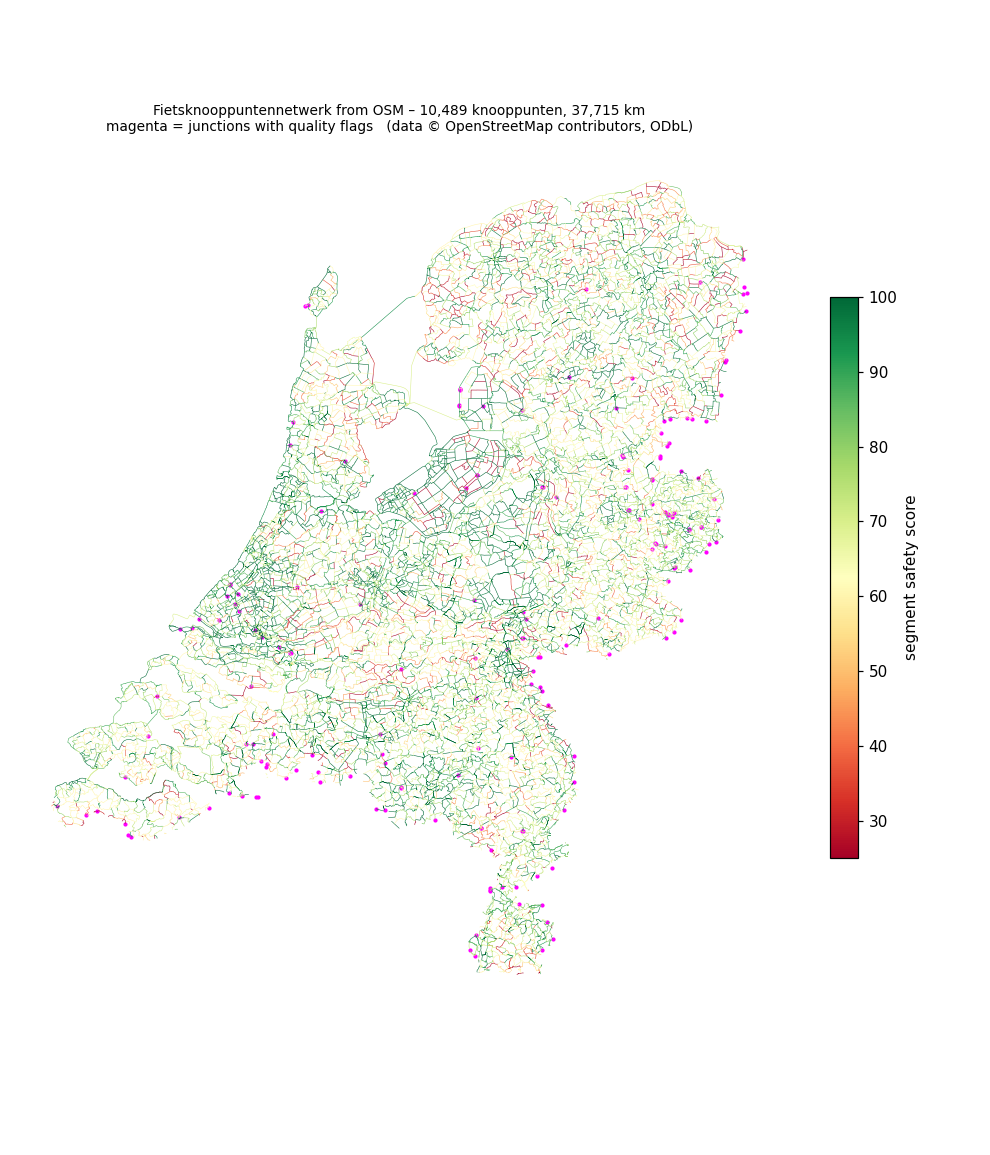 Fietsknooppuntennetwerk from OSM – 10,489 knooppunten, 37,715 km
magenta = junctions with quality flags   (data © OpenStreetMap contributors, ODbL)
100
90
80
70
60
50
40
30
segment safety score